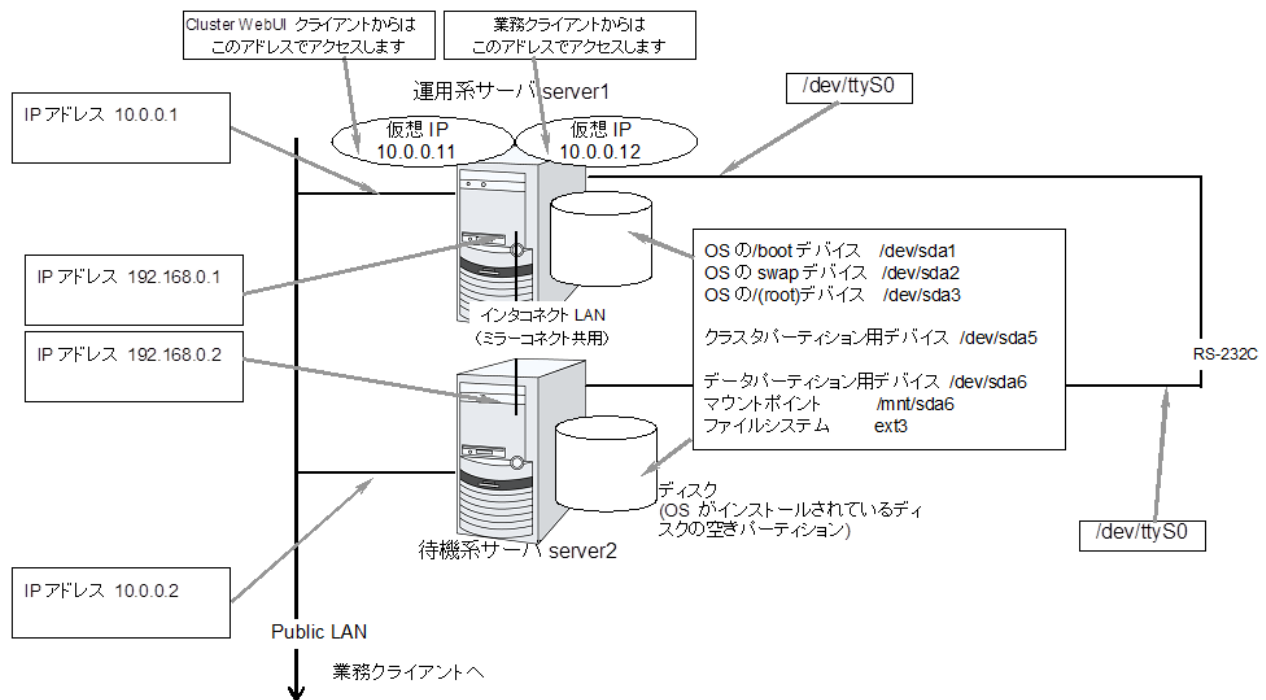 Cluster WebUI クライアントからは
このアドレスでアクセスします
業務クライアントからは
このアドレスでアクセスします
運用系サーバ server1
/dev/ttyS0
IP アドレス 10.0.0.1
仮想 IP
10.0.0.11
仮想 IP
10.0.0.12
IP アドレス 192.168.0.1
OS の/boot デバイス /dev/sda1
OS の swap デバイス /dev/sda2
OS の/(root)デバイス /dev/sda3
クラスタパーティション用デバイス /dev/sda5
データパーティション用デバイス /dev/sda6
マウントポイント /mnt/sda6
ファイルシステム ext3
インタコネクト LAN
(ミラーコネクト共用)
IP アドレス 192.168.0.2
RS-232C
ディスク
(OS がインストールされているディ
スクの空きパーティション)
/dev/ttyS0
待機系サーバ server2
IP アドレス 10.0.0.2
Public LAN
業務クライアントへ